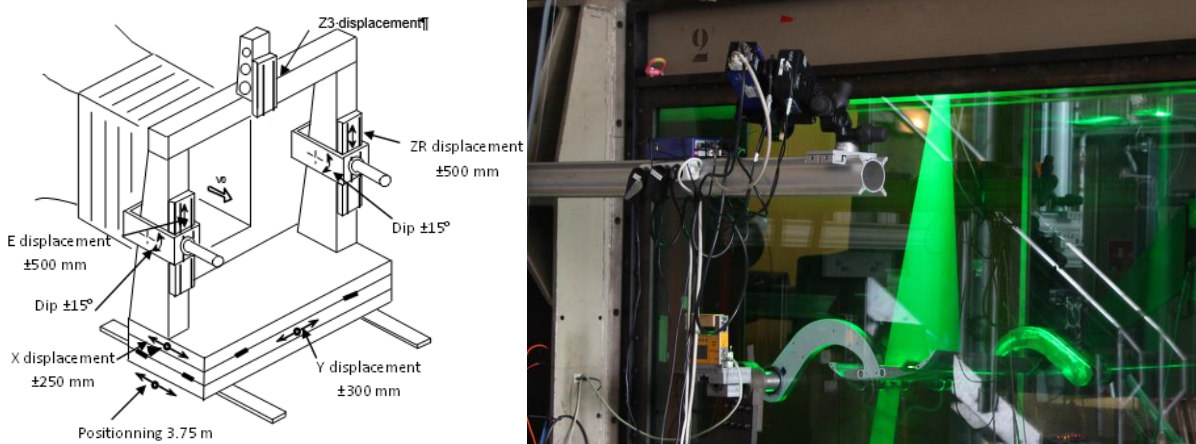 Z3·displacement¶
ZR displacement
±500 mm
V0
Dip ±15°
E displacement
±500 mm
Dip ±15°
X displacement
±250 mm
Y displacement
±300 mm
Positionning 3.75 m
2